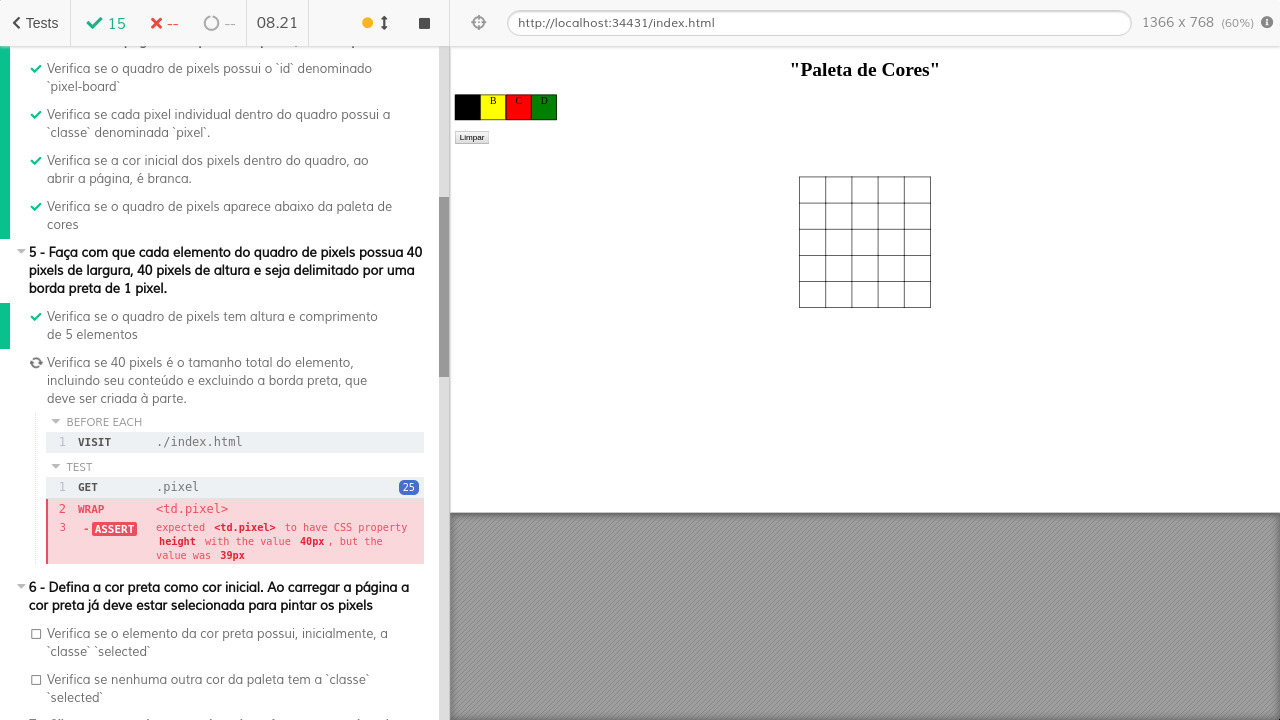 Tests 15 -- -- 08.21
http://localhost:34431/index.html 1366 x 768 (60%)
Verifica se o quadro de pixels possui o `id` denominado
`pixel-board`
Verifica se cada pixel individual dentro do quadro possui a
`classe` denominada `pixel`.
Verifica se a cor inicial dos pixels dentro do quadro, ao
abrir a página, é branca.
Verifica se o quadro de pixels aparece abaixo da paleta de
cores
5 - Faça com que cada elemento do quadro de pixels possua 40
pixels de largura, 40 pixels de altura e seja delimitado por uma
borda preta de 1 pixel.
Verifica se o quadro de pixels tem altura e comprimento
de 5 elementos
Verifica se 40 pixels é o tamanho total do elemento,
incluindo seu conteúdo e excluindo a borda preta, que
deve ser criada à parte.
BEFORE EACH
1 VISIT ./index.html
TEST
1 GET .pixel 25
2 WRAP <td.pixel>
3 - ASSERT expected <td.pixel> to have CSS property
height with the value 40px, but the
value was 39px
6 - Defina a cor preta como cor inicial. Ao carregar a página a
cor preta já deve estar selecionada para pintar os pixels
Verifica se o elemento da cor preta possui, inicialmente, a
`classe` `selected`
Verifica se nenhuma outra cor da paleta tem a `classe`
`selected`
"Paleta de Cores"
B C D
Limpar